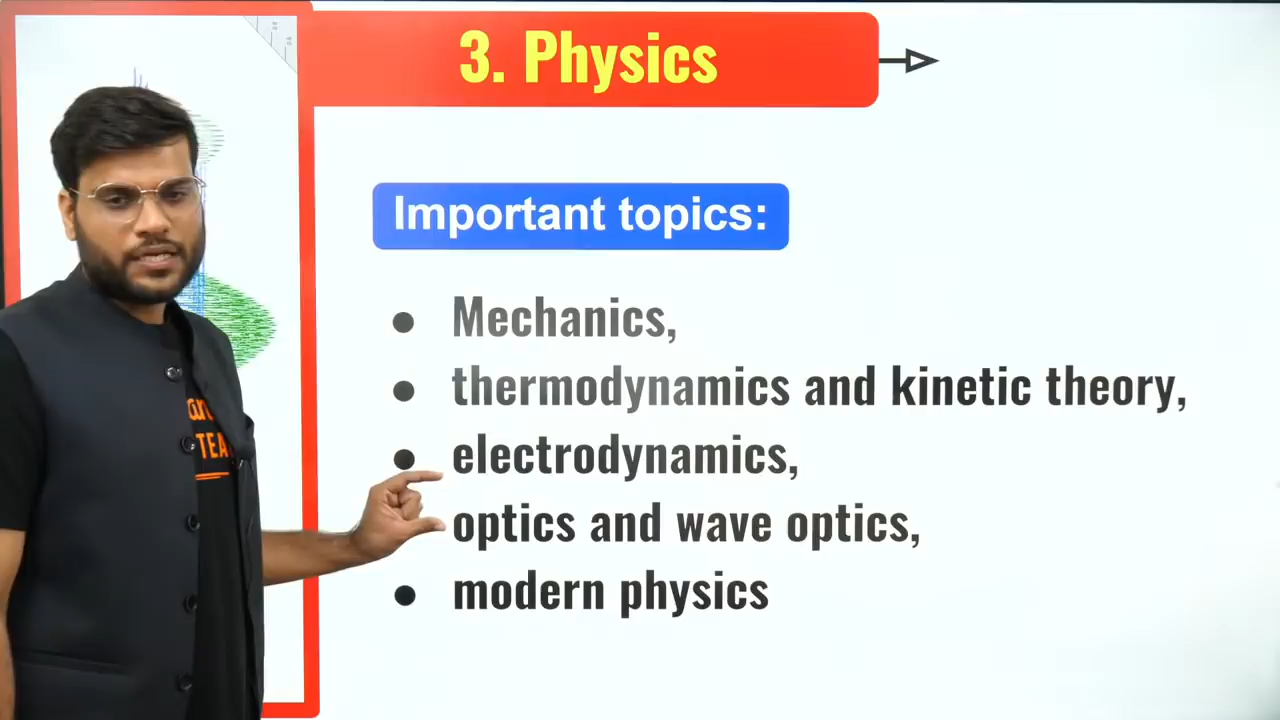 3. Physics
Important topics:
Mechanics,
thermodynamics and kinetic theory,
electrodynamics,
optics and wave optics,
modern physics